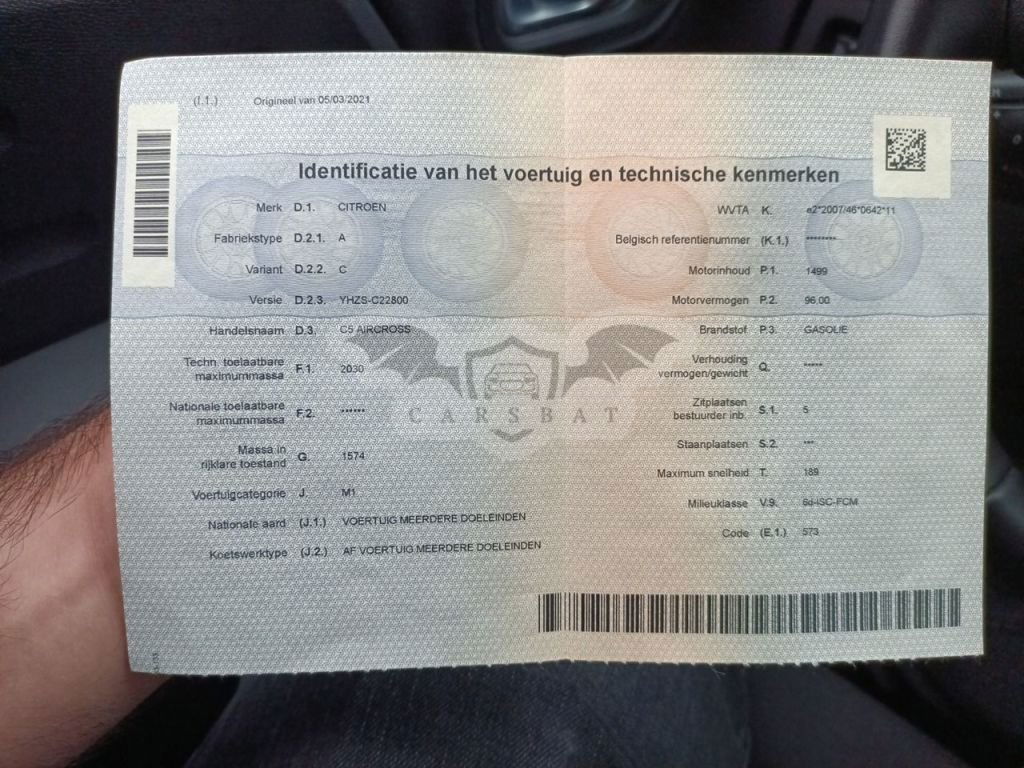 (I.1.) Origineel van 05/03/2021
Identificatie van het voertuig en technische kenmerken
Merk D.1. CITROEN
Fabriekstype D.2.1. A
Variant D.2.2. C
Versie D.2.3. YHZS-C22800
Handelsnaam D.3. C5 AIRCROSS
Techn. toelaatbare
maximummassa F.1. 2030
Nationale toelaatbare
maximummassa F.2. ******
Massa in
rijklare toestand G. 1574
Voertuigcategorie J. M1
Nationale aard (J.1.) VOERTUIG MEERDERE DOELEINDEN
Koetswerktype (J.2.) AF VOERTUIG MEERDERE DOELEINDEN
WVTA K. e2*2007/46*0642*11
Belgisch referentienummer (K.1.) ********
Motorinhoud P.1. 1499
Motorvermogen P.2. 96.00
Brandstof P.3. GASOLIE
Verhouding
vermogen/gewicht Q. *****
Zitplaatsen
bestuurder inb. S.1. 5
Staanplaatsen S.2. ***
Maximum snelheid T. 189
Milieuklasse V.9. 6d-ISC-FCM
Code (E.1.) 573
CARSBAT